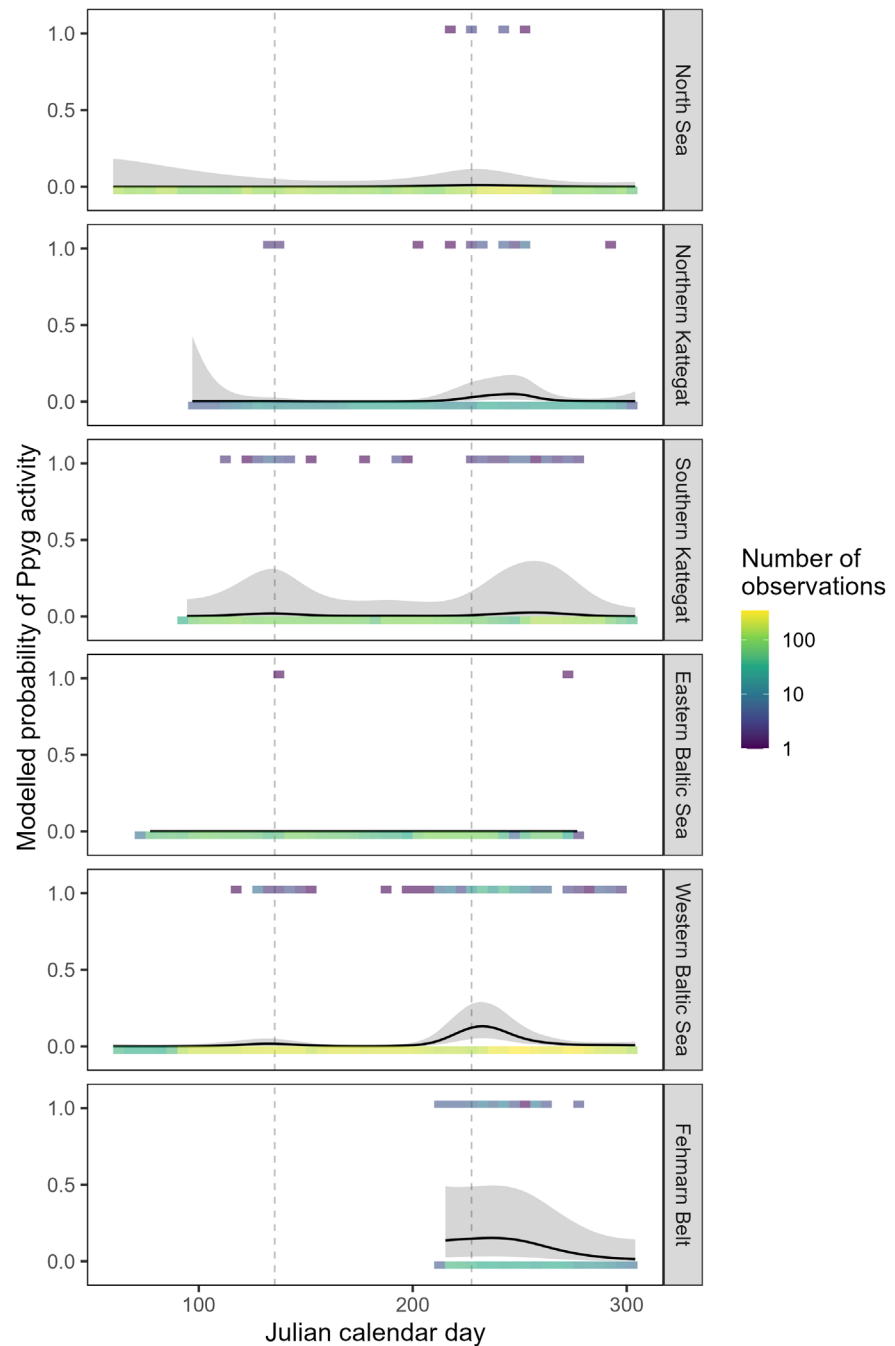 Modelled probability of Ppyg activity
1.0
0.5
0.0
North Sea
1.0
0.5
0.0
Northern Kattegat
1.0
0.5
0.0
Southern Kattegat
1.0
0.5
0.0
Eastern Baltic Sea
1.0
0.5
0.0
Western Baltic Sea
1.0
0.5
0.0
Fehmarn Belt
100 200 300
Julian calendar day
Number of
observations
100
10
1